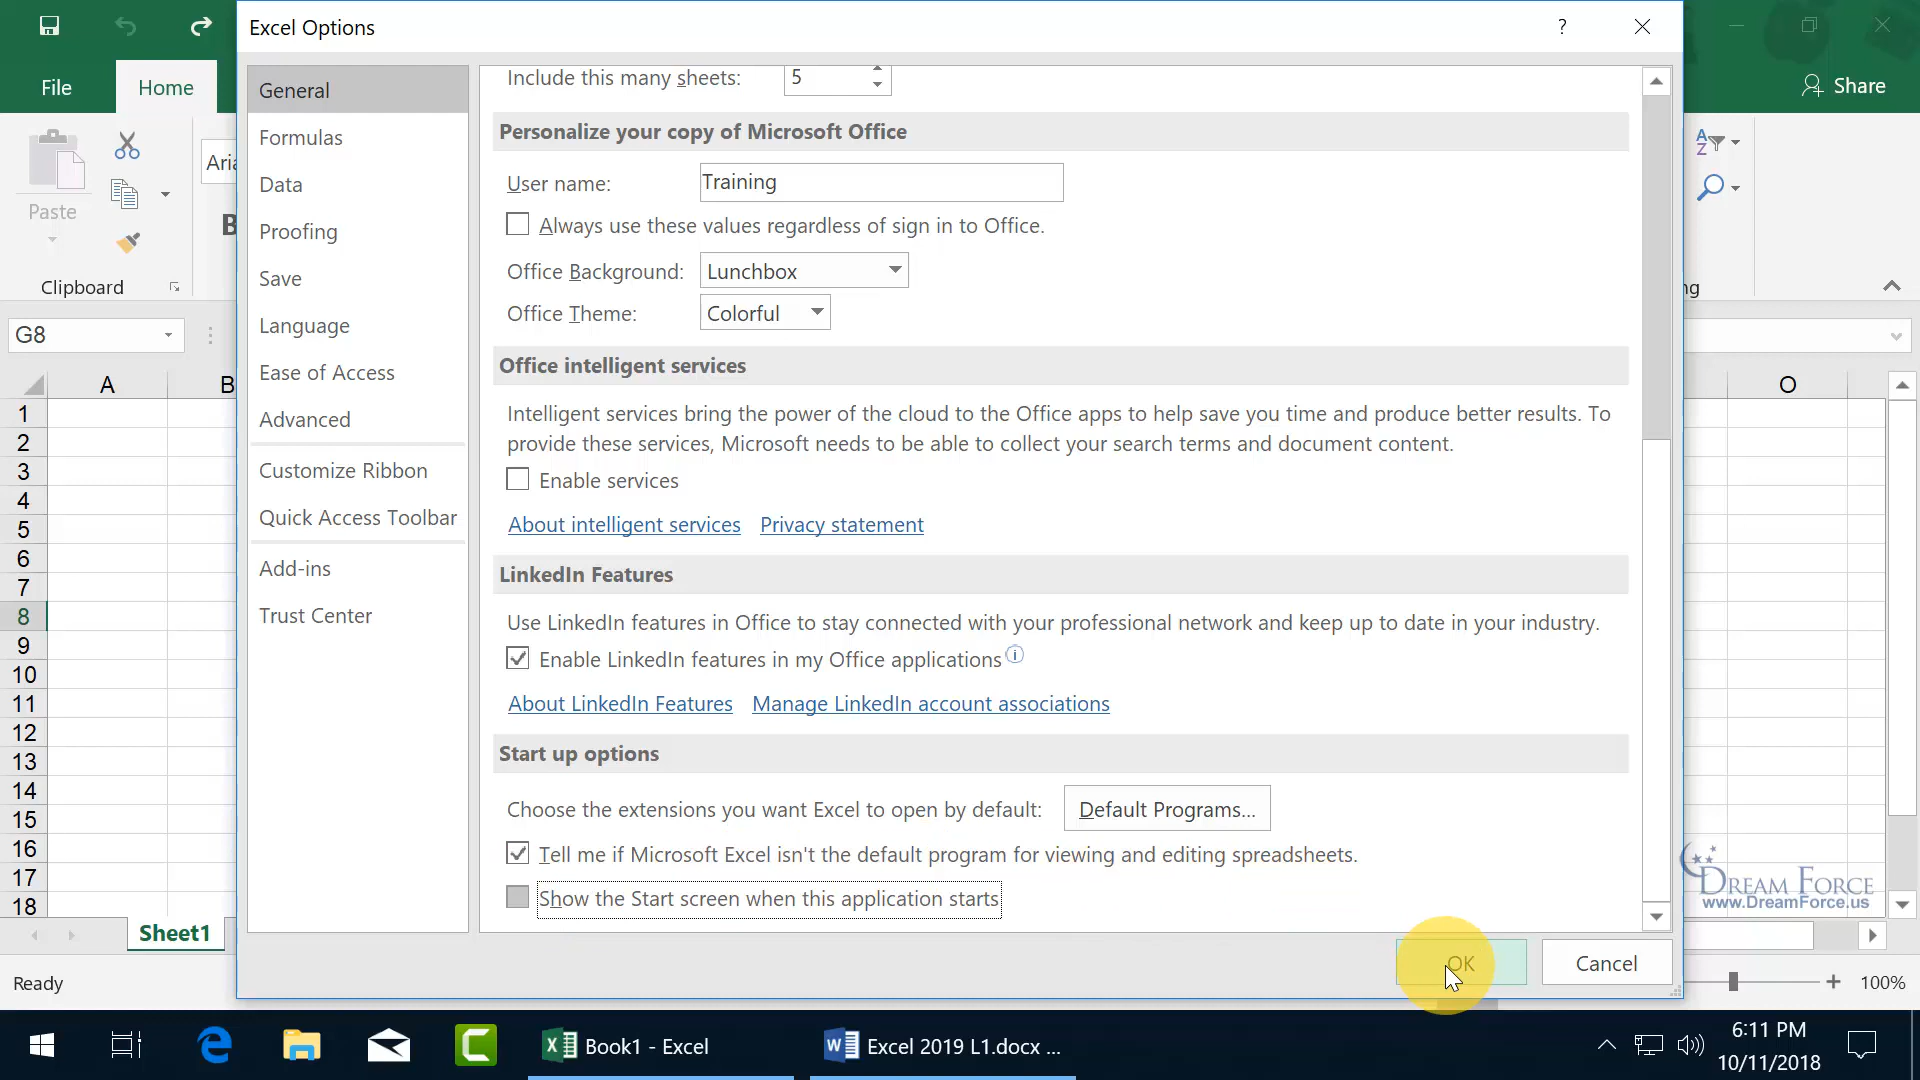 Excel Options
?
File
Home
Share
General
Formulas
Data
Proofing
Save
Language
Ease of Access
Advanced
Customize Ribbon
Quick Access Toolbar
Add-ins
Trust Center
Include this many sheets: 5
Personalize your copy of Microsoft Office
User name: Training
Always use these values regardless of sign in to Office.
Office Background: Lunchbox
Office Theme: Colorful
Office intelligent services
Intelligent services bring the power of the cloud to the Office apps to help save you time and produce better results. To
provide these services, Microsoft needs to be able to collect your search terms and document content.
Enable services
About intelligent services Privacy statement
LinkedIn Features
Use LinkedIn features in Office to stay connected with your professional network and keep up to date in your industry.
Enable LinkedIn features in my Office applications
About LinkedIn Features Manage LinkedIn account associations
Start up options
Choose the extensions you want Excel to open by default: Default Programs...
Tell me if Microsoft Excel isn't the default program for viewing and editing spreadsheets.
Show the Start screen when this application starts
OK Cancel
Paste
Clipboard
Aria
B
ng
G8
A B O
1
2
3
4
5
6
7
8
9
10
11
12
13
14
15
16
17
18
Sheet1
Ready
100%
DREAM FORCE
www.DreamForce.us
Book1 - Excel
Excel 2019 L1.docx ...
6:11 PM
10/11/2018